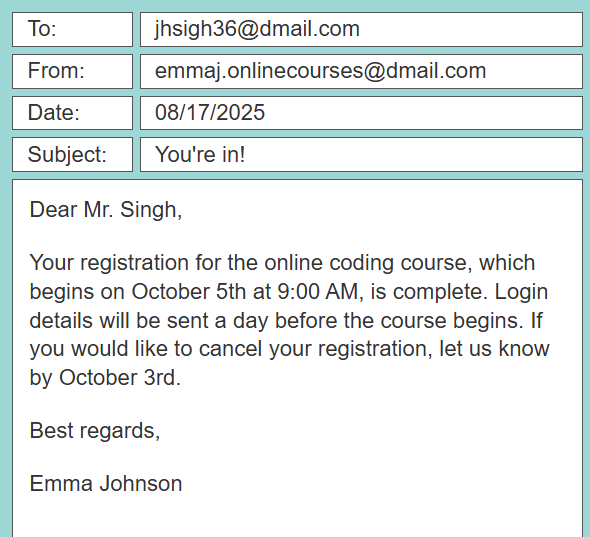 To: jhsigh36@dmail.com
From: emmaj.onlinecourses@dmail.com
Date: 08/17/2025
Subject: You're in!
Dear Mr. Singh,
Your registration for the online coding course, which
begins on October 5th at 9:00 AM, is complete. Login
details will be sent a day before the course begins. If
you would like to cancel your registration, let us know
by October 3rd.
Best regards,
Emma Johnson